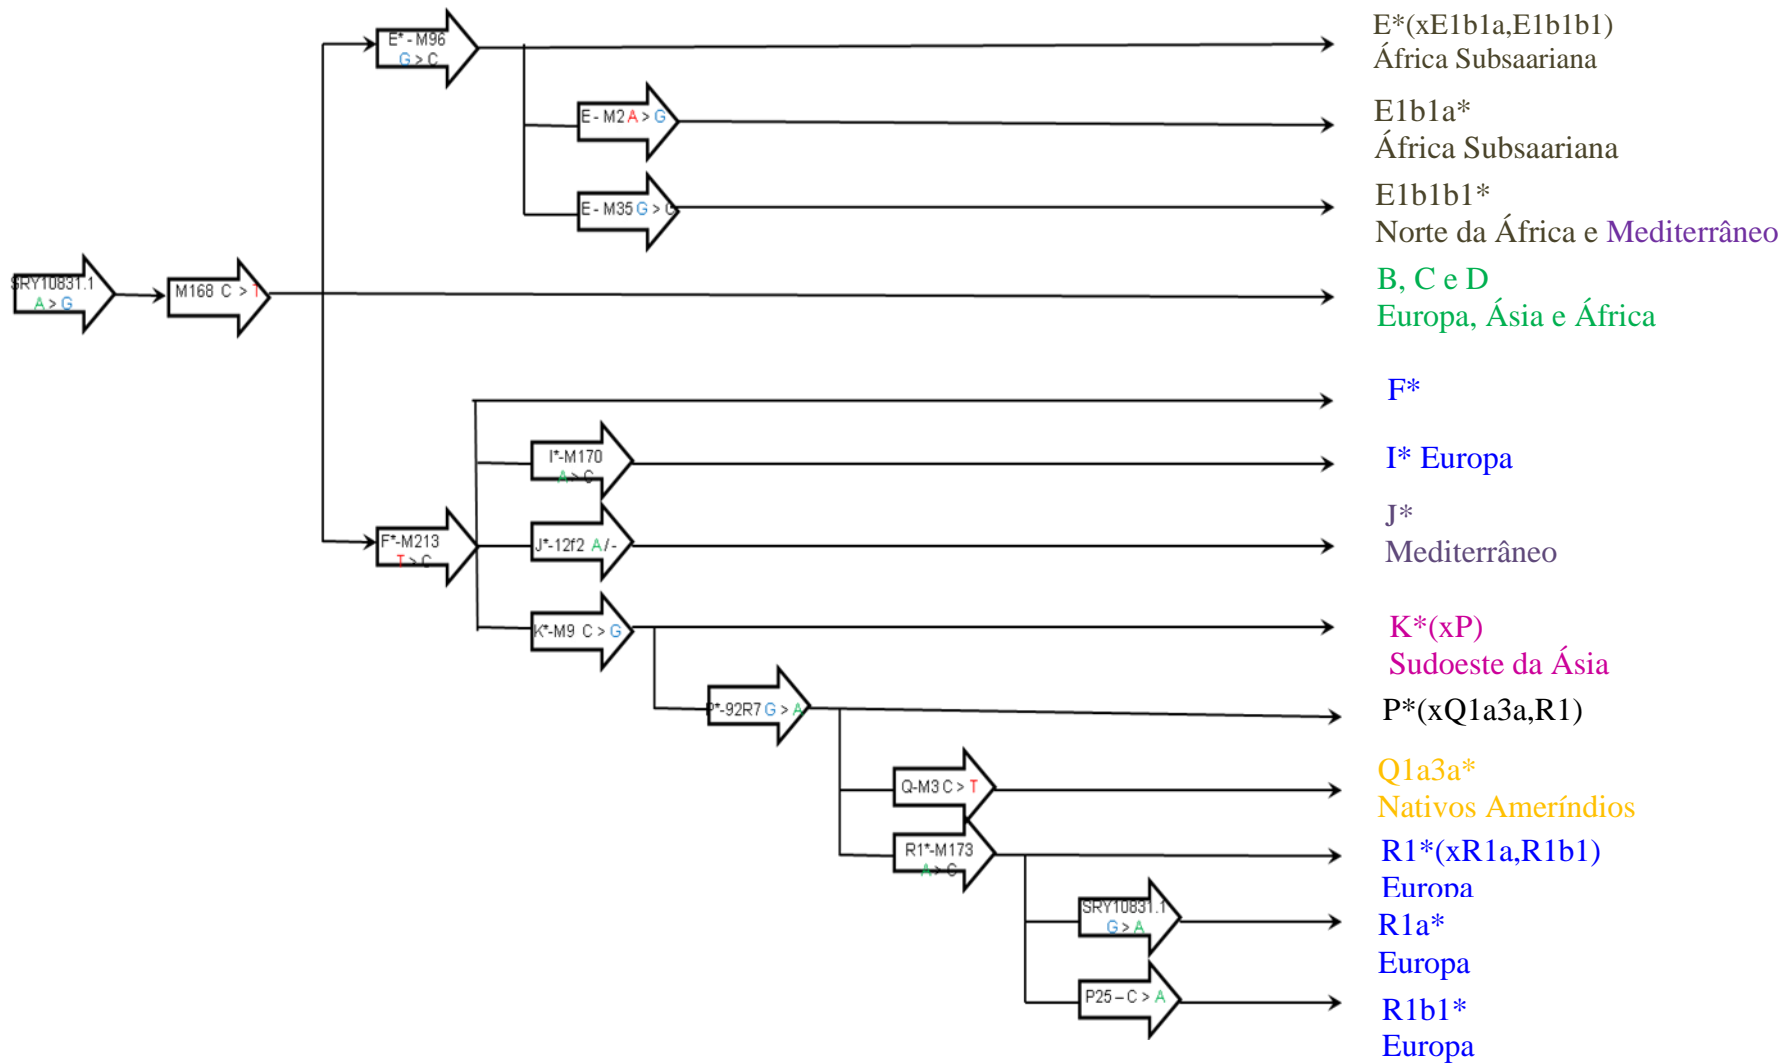 E* - M96
G > C
E*(xE1b1a,E1b1b1)
África Subsaariana
E - M2 A > G
E1b1a*
África Subsaariana
E - M35 G > C
E1b1b1*
Norte da África e Mediterrâneo
SRY10831.1
A > G
M168 C > T
B, C e D
Europa, Ásia e África
F*
I*-M170
A > C
I* Europa
F*-M213
T > C
J*-12f2 A/-
J*
Mediterrâneo
K*-M9 C > G
K*(xP)
Sudoeste da Ásia
P*-92R7 G > A
P*(xQ1a3a,R1)
Q-M3 C > T
Q1a3a*
Nativos Ameríndios
R1*-M173
A > C
R1*(xR1a,R1b1)
Europa
SRY10831.1
G > A
R1a*
Europa
P25 – C > A
R1b1*
Europa